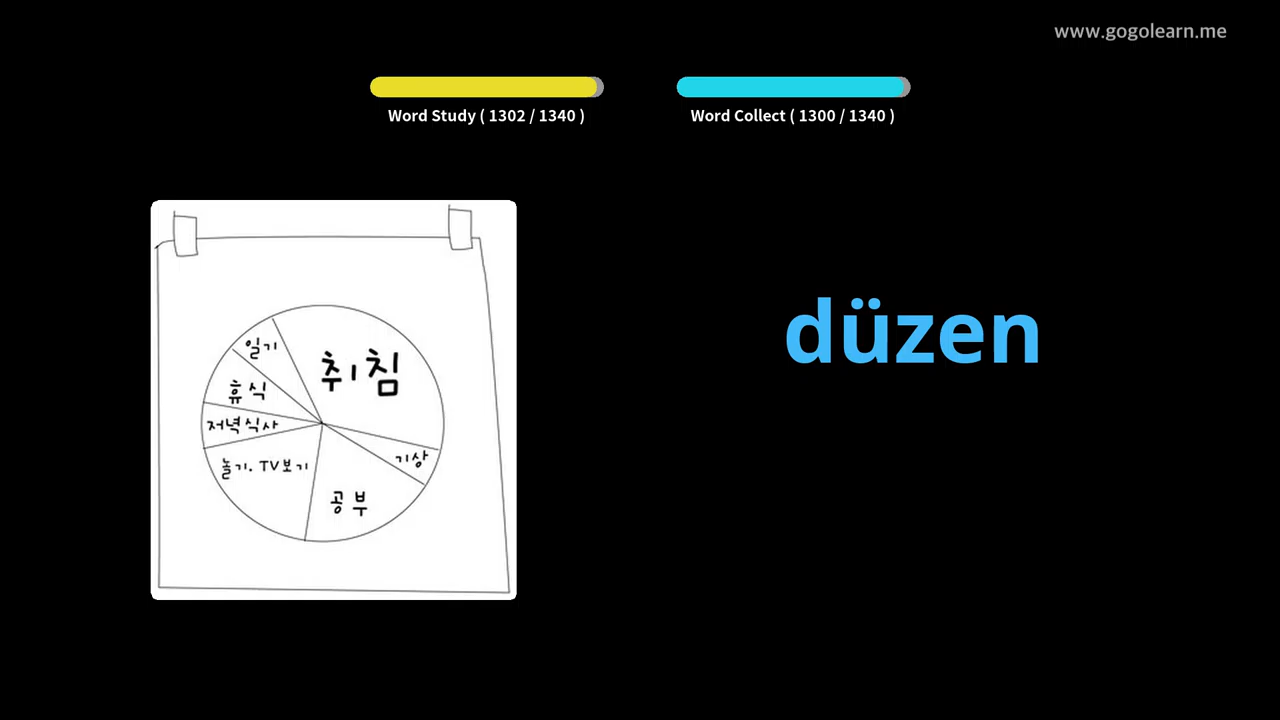 www.gogolearn.me
Word Study ( 1302 / 1340 )
Word Collect ( 1300 / 1340 )
일기
취침
휴식
저녁식사
놀기. TV보기
기상
공부
düzen